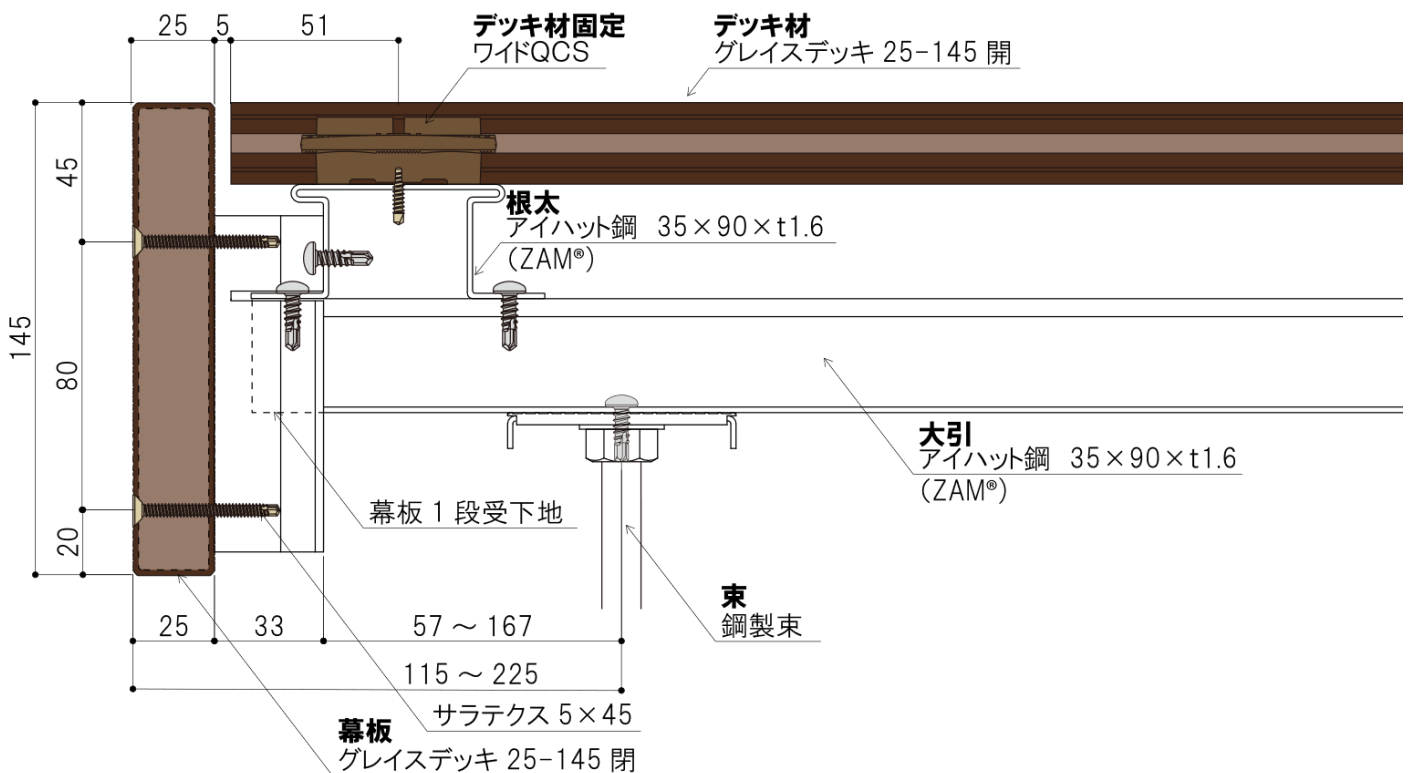 25
5
51
デッキ材固定
ワイドQCS
デッキ材
グレイスデッキ 25-145 開
145
45
80
20
根太
アイハット鋼 35×90×t1.6
(ZAM®)
大引
アイハット鋼 35×90×t1.6
(ZAM®)
幕板 1 段受下地
束
鋼製束
25
33
57 ～ 167
115 ～ 225
サラテクス 5×45
幕板
グレイスデッキ 25-145 閉